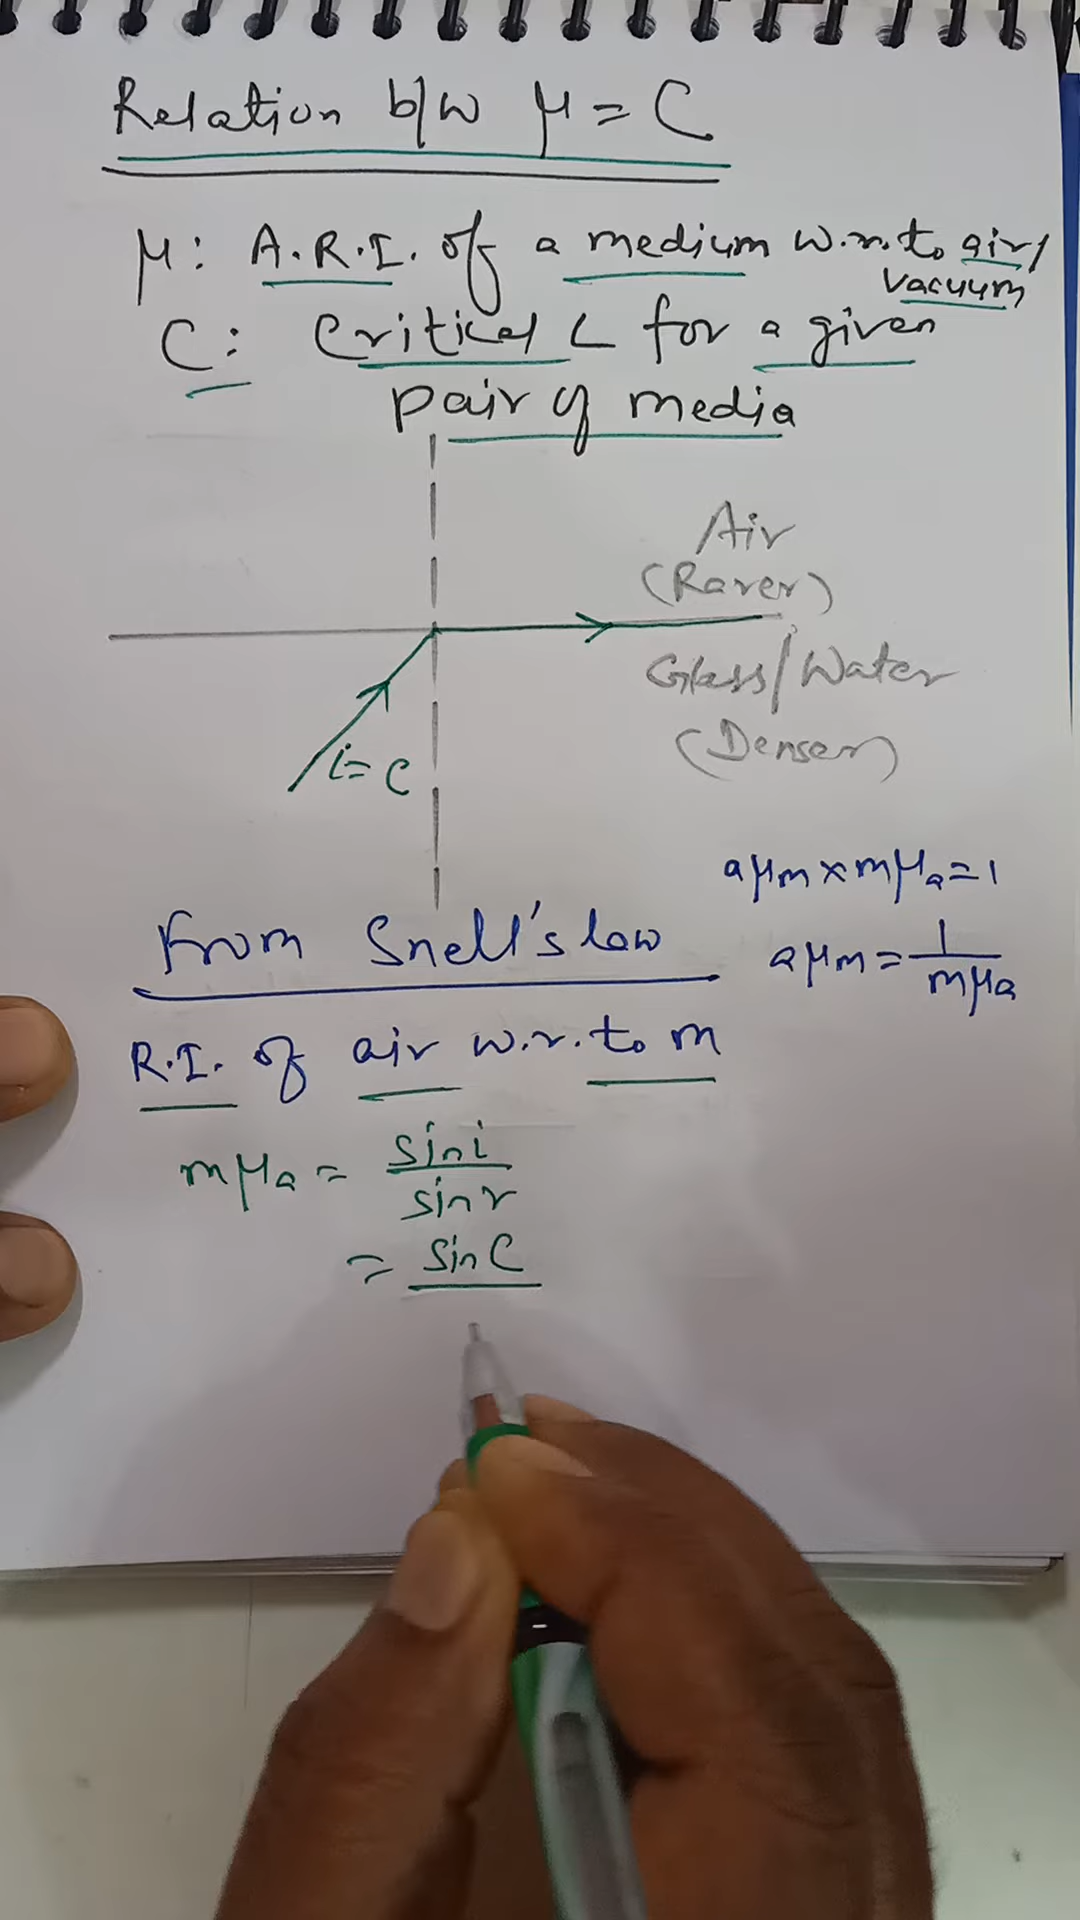 Relation b/w μ = C
μ: A.R.I. of a medium w.r.to air/
vacuum
C: Critical ∠ for a given
pair of media
Air
(Rarer)
Glass/Water
(Denser)
i= C
aμm×mμa=1
From Snell's law
aμm = 1/mμa
R.I. of air w.r.to m
mμa = sin i/sin r
= sin C